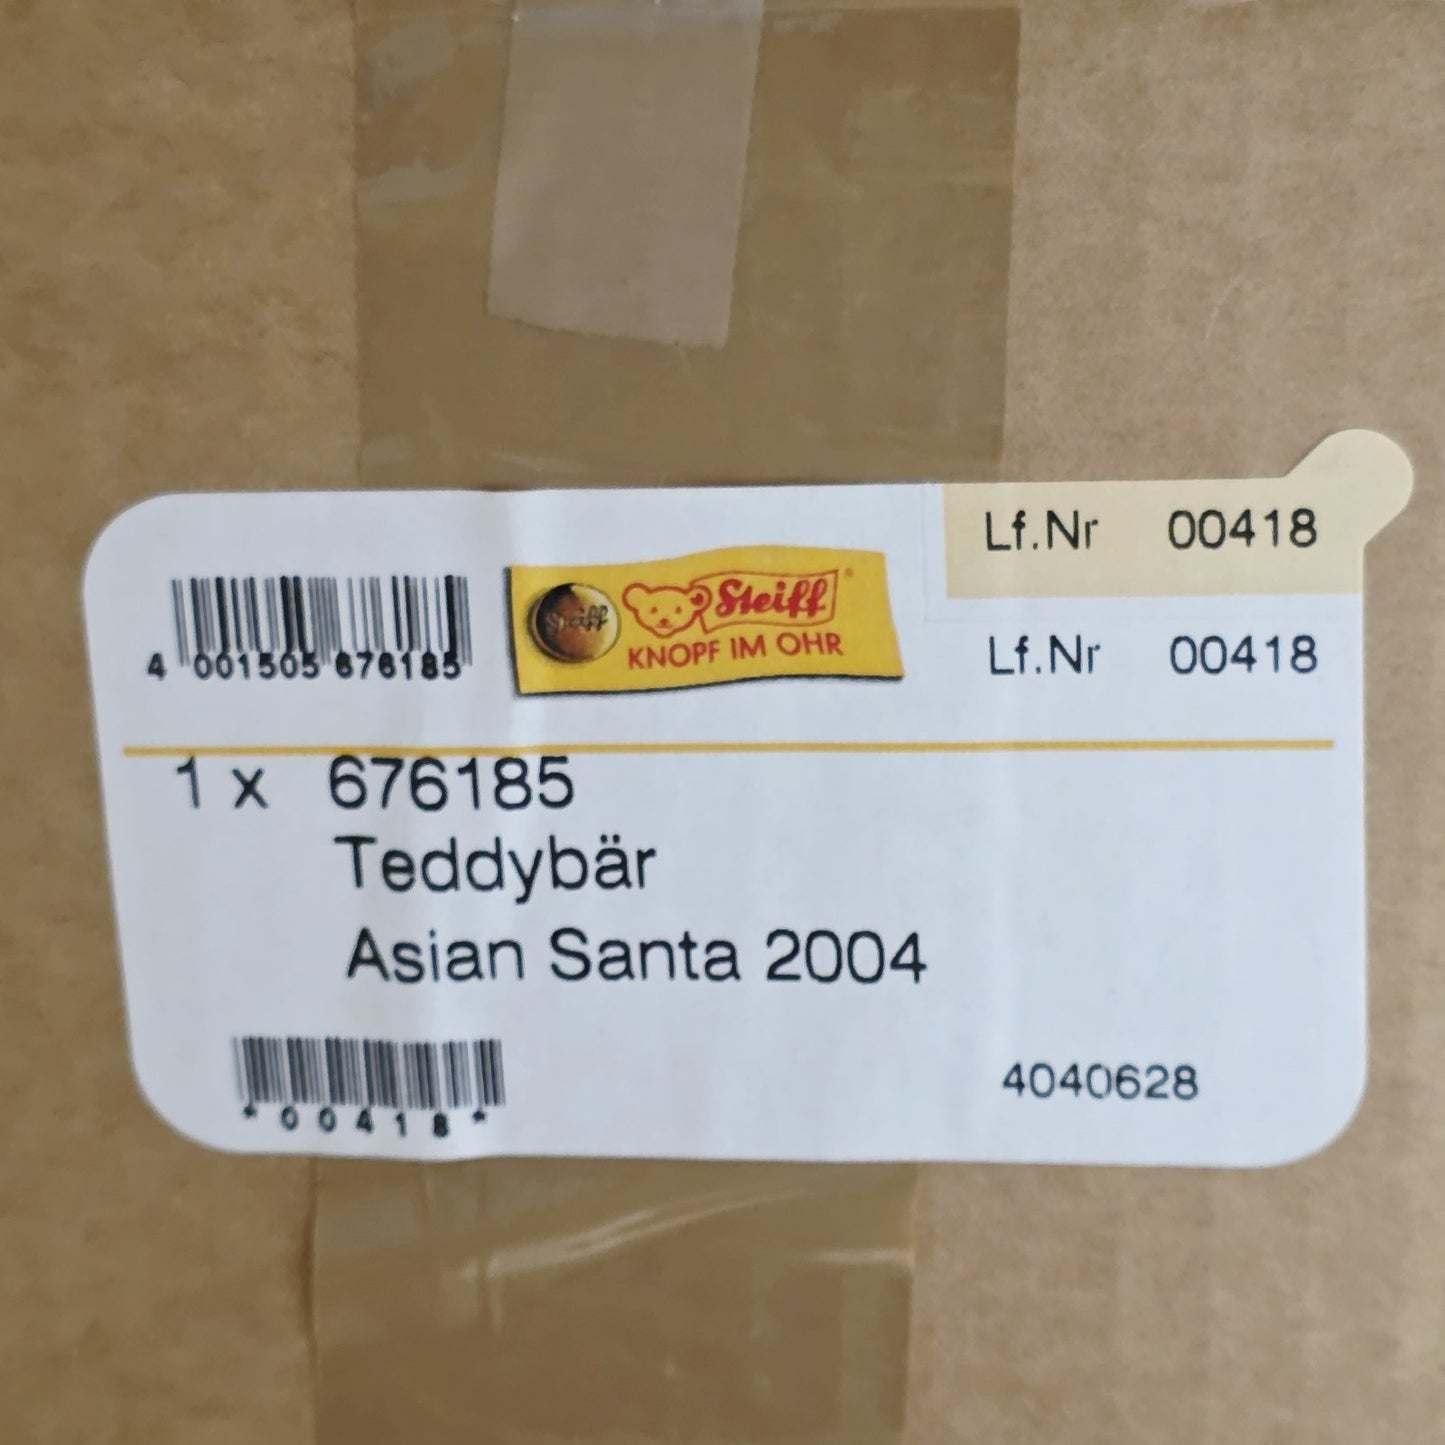 Lf.Nr 00418
Steiff
Steiff®
KNOPF IM OHR
4 001505 676185
Lf.Nr 00418
1 x 676185
Teddybär
Asian Santa 2004
4040628
*00418*